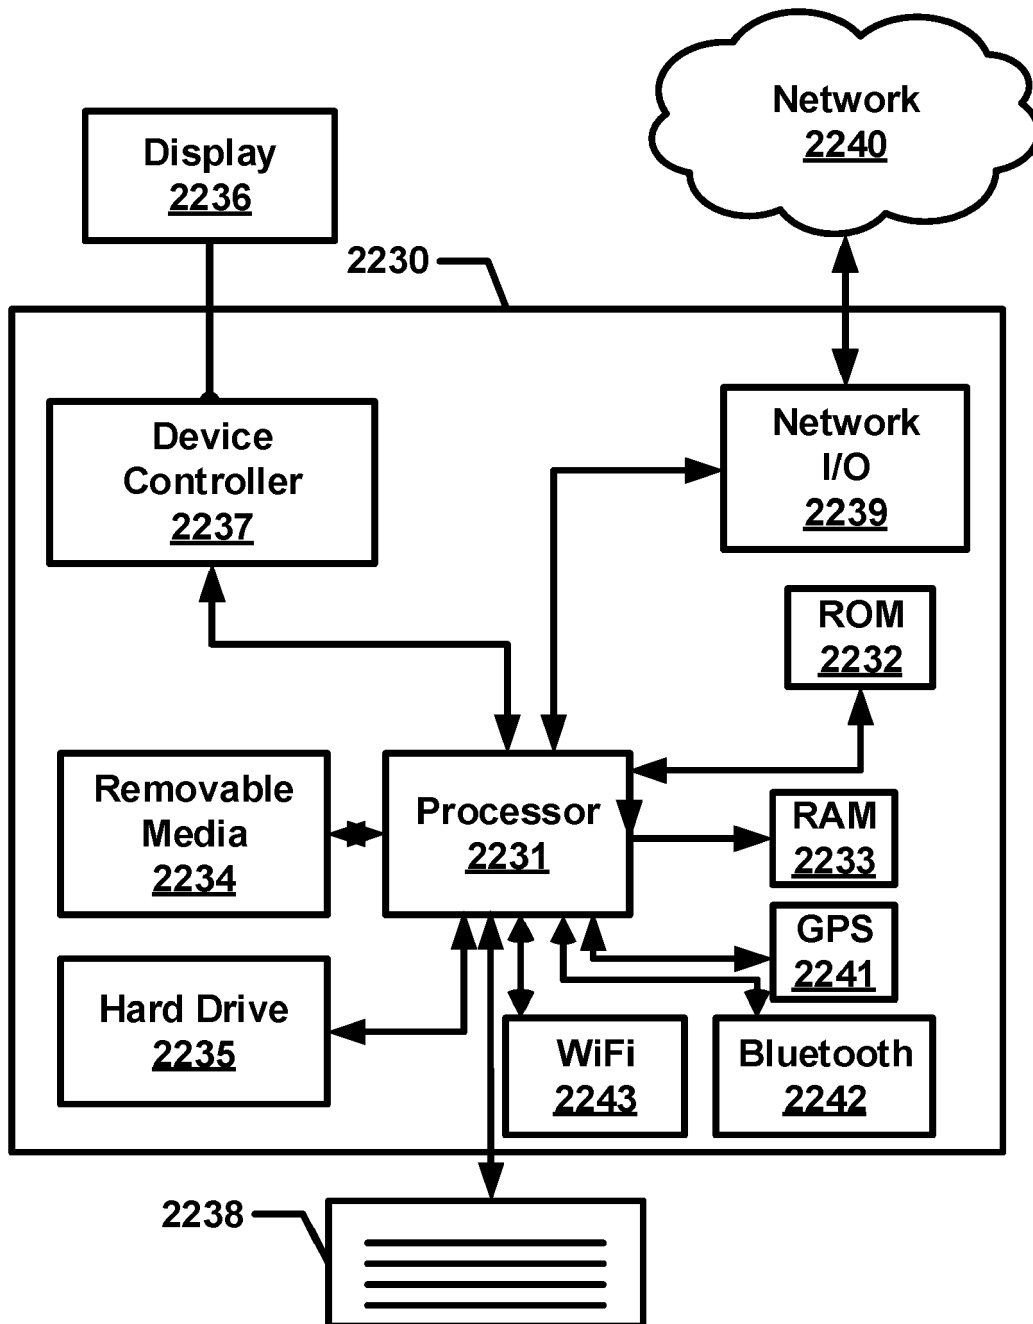 Network
2240
Display
2236
2230
Device
Controller
2237
Network
I/O
2239
ROM
2232
Removable
Media
2234
Processor
2231
RAM
2233
GPS
2241
Hard Drive
2235
WiFi
2243
Bluetooth
2242
2238